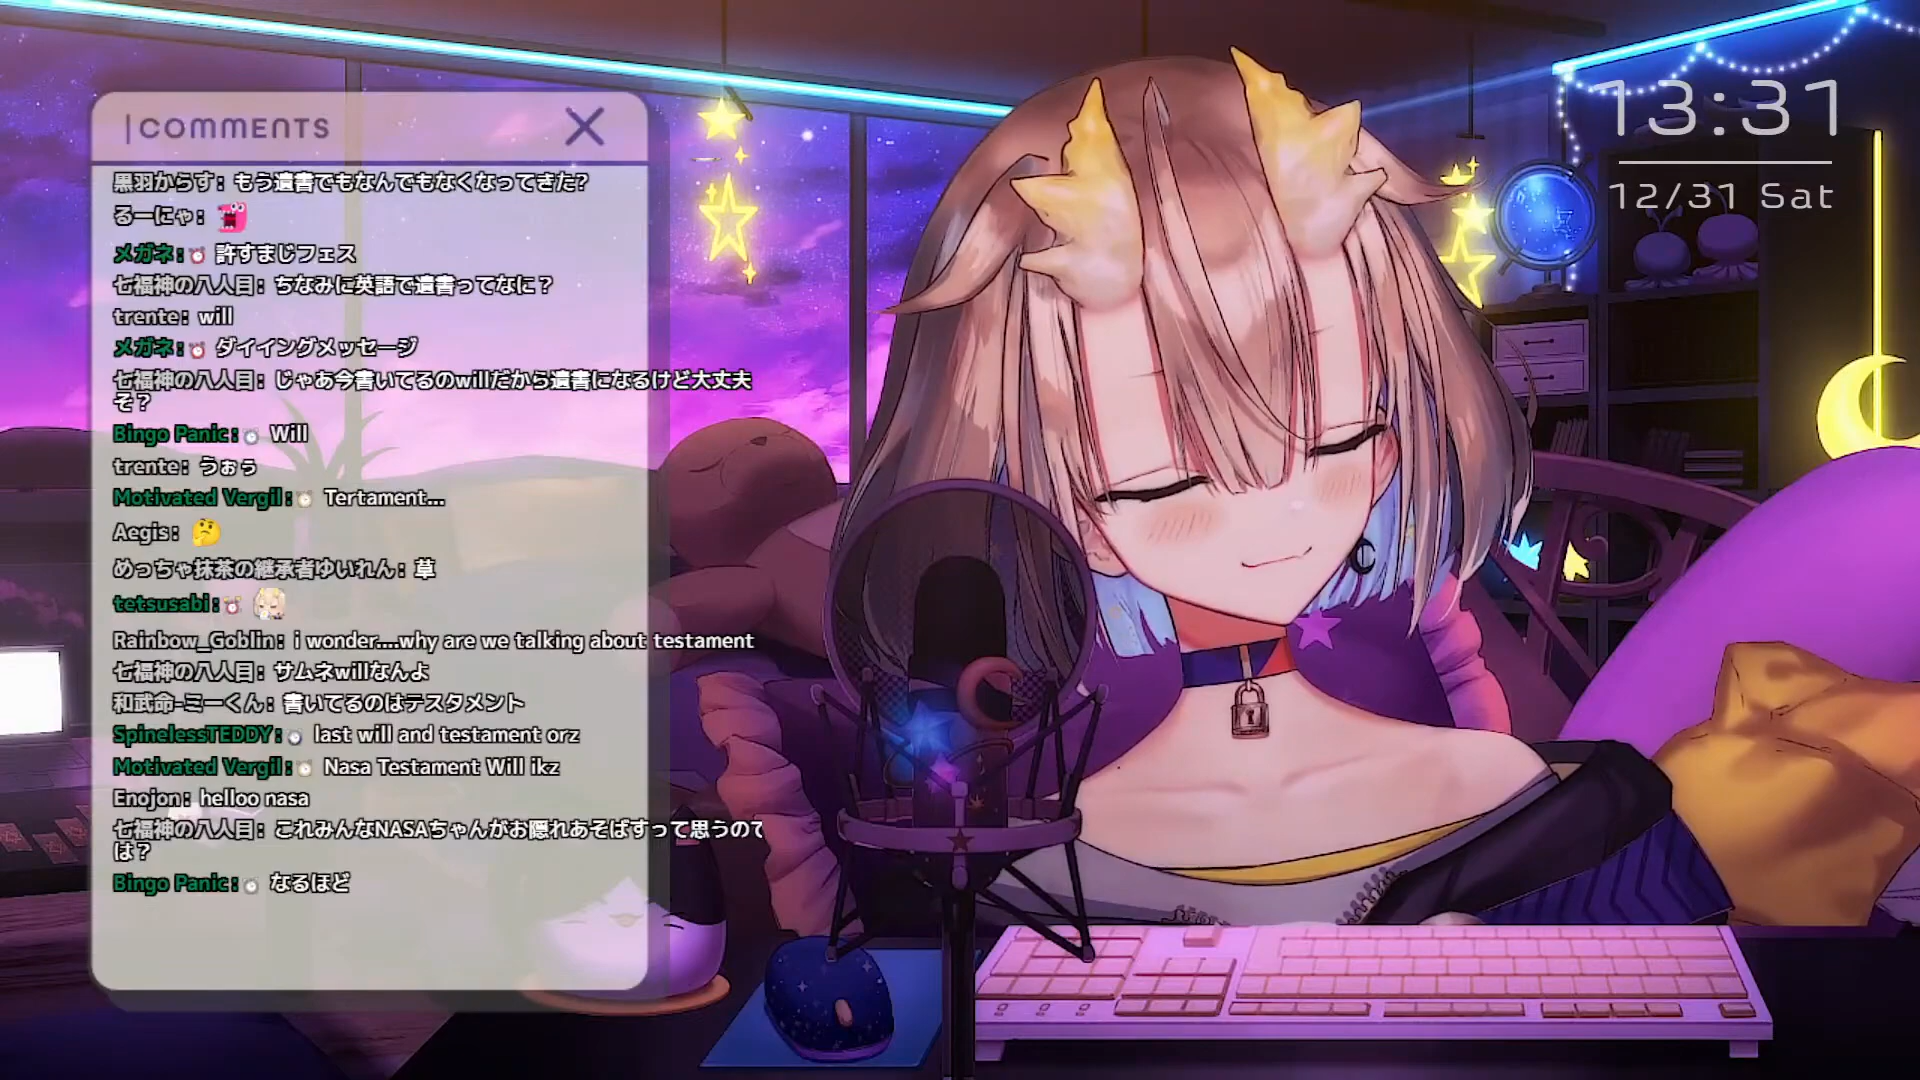 |COMMENTS
黒羽からす: もう遺書でもなんでもなくなってきた?
るーにゃ:
メガネ: 許すまじフェス
七福神の八人目: ちなみに英語で遺書ってなに？
trente: will
メガネ: ダイイングメッセージ
七福神の八人目: じゃあ今書いてるのwillだから遺書になるけど大丈夫
そ？
Bingo Panic: Will
trente: うぉぅ
Motivated Vergil: Tertament...
Aegis:
めっちゃ抹茶の継承者ゆいれん: 草
tetsusabi:
Rainbow_Goblin: i wonder....why are we talking about testament
七福神の八人目: サムネwillなんよ
和武命-ミーくん: 書いてるのはテスタメント
SpinelessTEDDY: last will and testament orz
Motivated Vergil: Nasa Testament Will ikz
Enojon: helloo nasa
七福神の八人目: これみんなNASAちゃんがお隠れあそばすって思うので
は？
Bingo Panic: なるほど
13:31
12/31 Sat